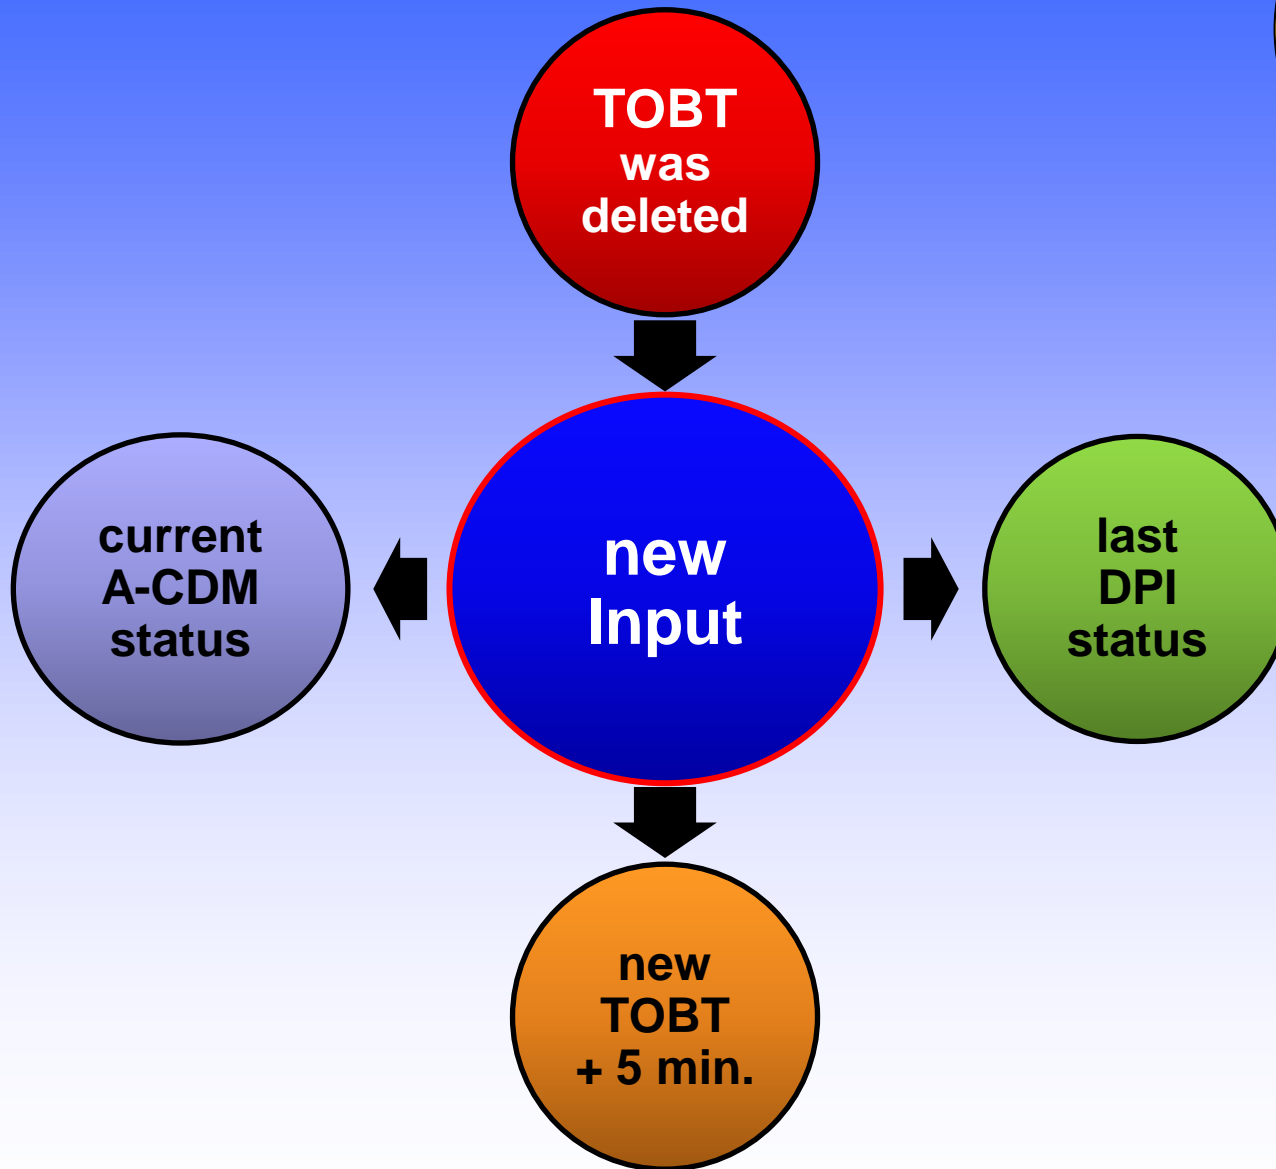 TOBT
was
deleted
current
A-CDM
status
new
Input
last
DPI
status
new
TOBT
+ 5 min.